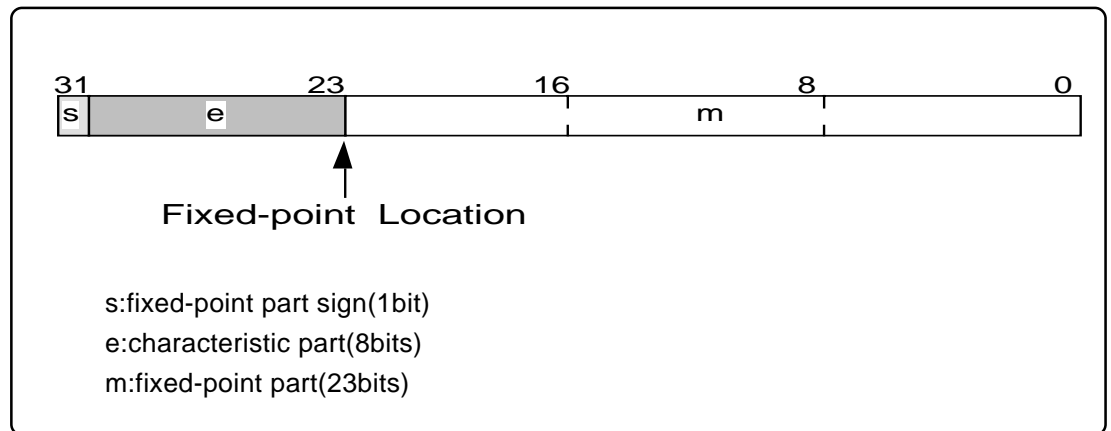 31 23 16 8 0
s e m
Fixed-point Location
s:fixed-point part sign(1bit)
e:characteristic part(8bits)
m:fixed-point part(23bits)